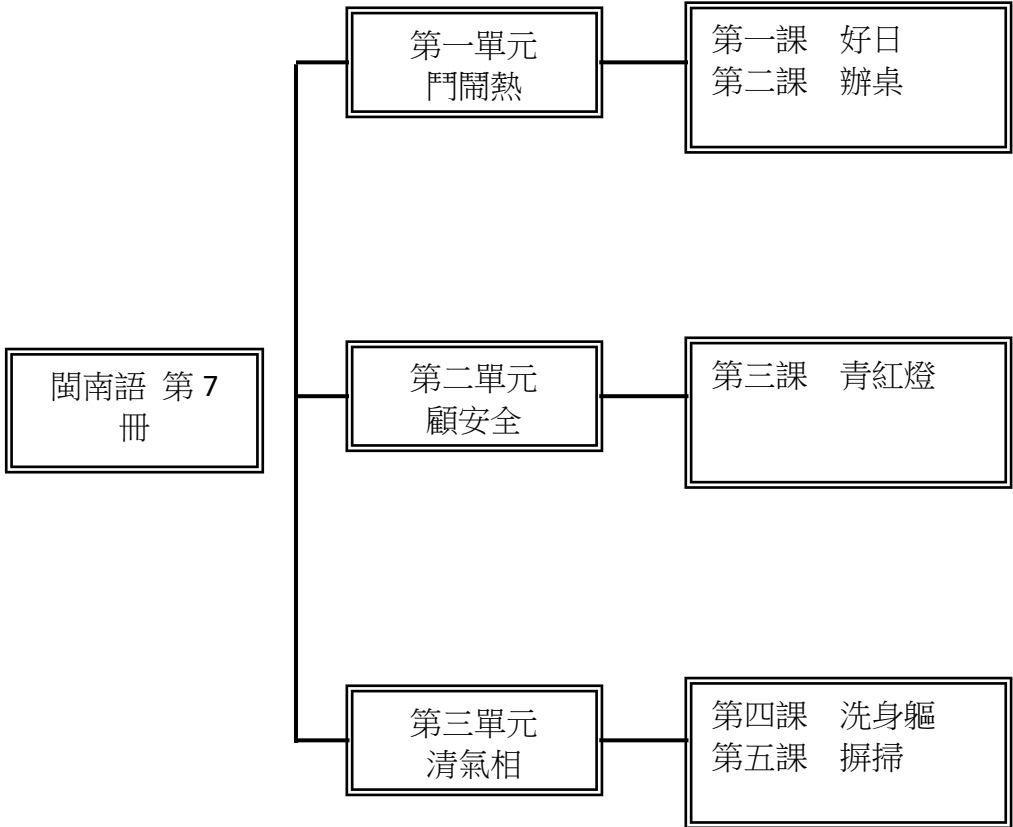 第一單元
鬥鬧熱
第一課　好日
第二課　辦桌
閩南語 第 7
冊
第二單元
顧安全
第三課　青紅燈
第三單元
清氣相
第四課　洗身軀
第五課　摒掃